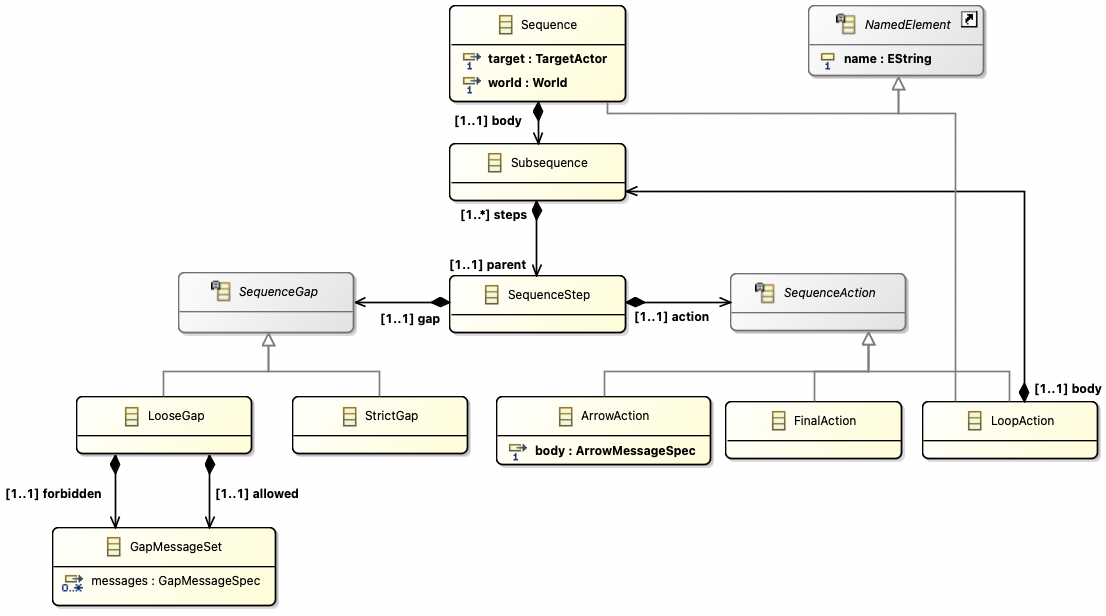 Sequence
target : TargetActor
1
world : World
1
NamedElement
name : EString
1
[1..1] body
Subsequence
[1..*] steps
[1..1] parent
SequenceGap
SequenceStep
SequenceAction
[1..1] gap
[1..1] action
[1..1] body
LooseGap
StrictGap
ArrowAction
body : ArrowMessageSpec
1
FinalAction
LoopAction
[1..1] forbidden
[1..1] allowed
GapMessageSet
messages : GapMessageSpec
0..*